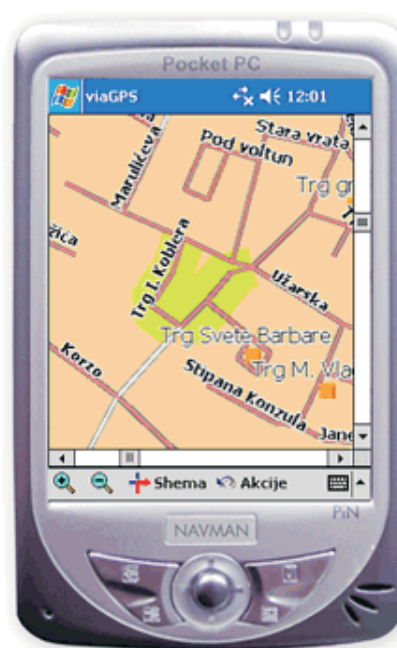 Pocket PC
viaGPS 12:01
Stara vrata
Pod voltun
Marulićeva
Trg gr
žića
Trg I. Koblera
Užarska
Trg Svete Barbare
Korzo
Trg M. Vla
Stipana Konzula
Jane
Shema Akcije
PiN
NAVMAN